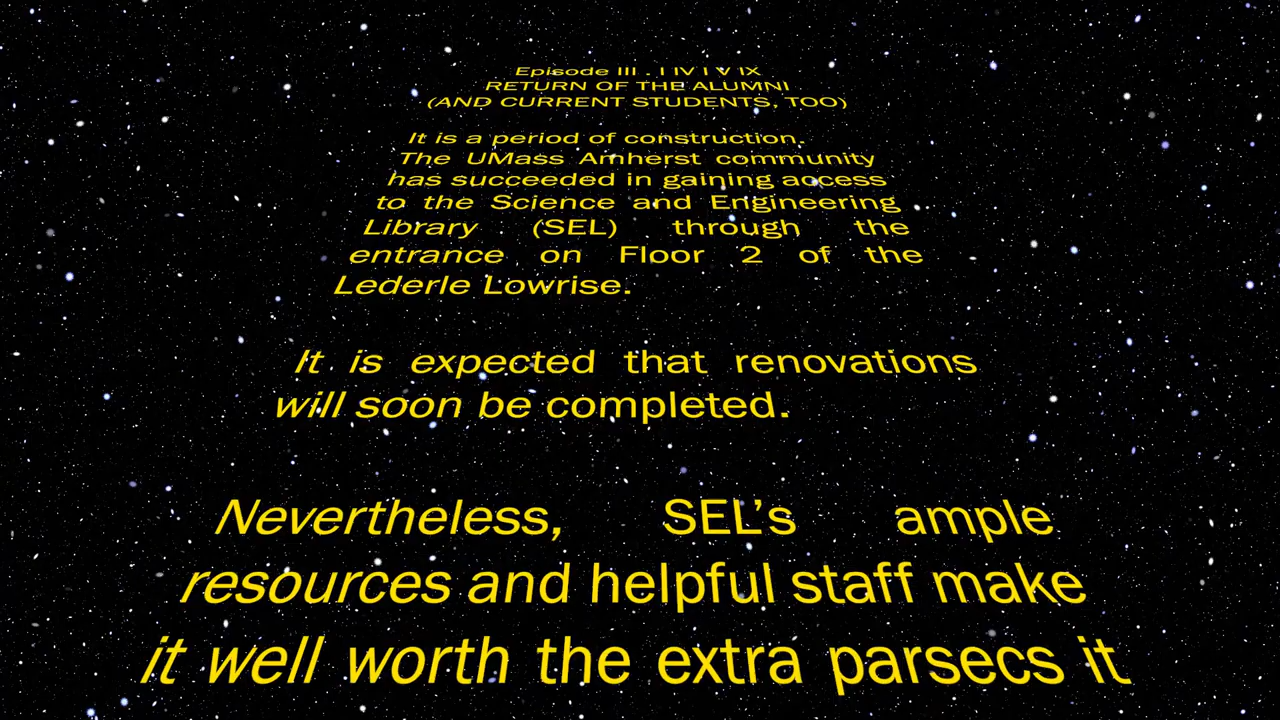 Episode III . I IV I V IX
RETURN OF THE ALUMNI
(AND CURRENT STUDENTS, TOO)
It is a period of construction.
The UMass Amherst community
has succeeded in gaining access
to the Science and Engineering
Library (SEL) through the
entrance on Floor 2 of the
Lederle Lowrise.
It is expected that renovations
will soon be completed.
Nevertheless, SEL’s ample
resources and helpful staff make
it well worth the extra parsecs it